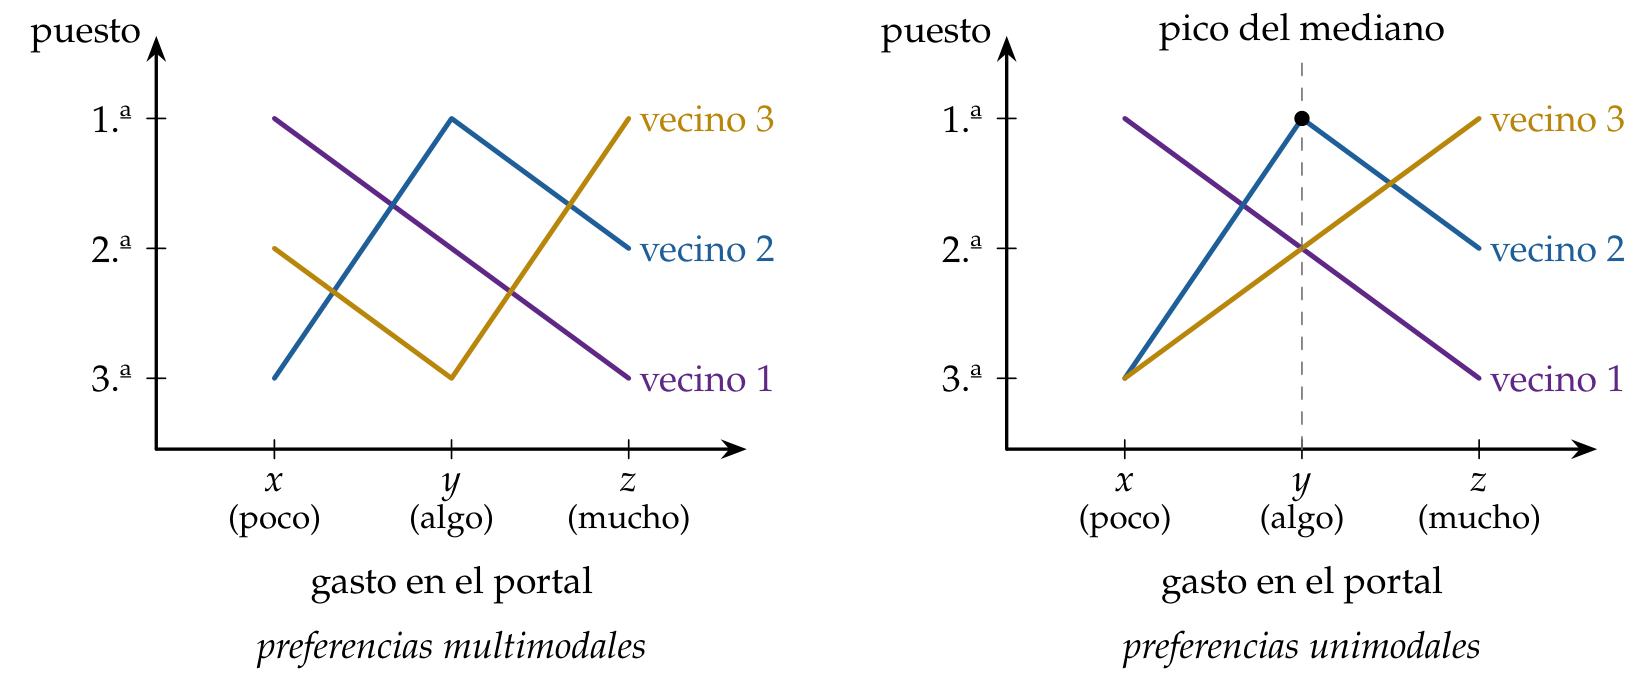 puesto
1.ª
2.ª
3.ª
vecino 3
vecino 2
vecino 1
x y z
(poco) (algo) (mucho)
gasto en el portal
preferencias multimodales
puesto
pico del mediano
1.ª
2.ª
3.ª
vecino 3
vecino 2
vecino 1
x y z
(poco) (algo) (mucho)
gasto en el portal
preferencias unimodales